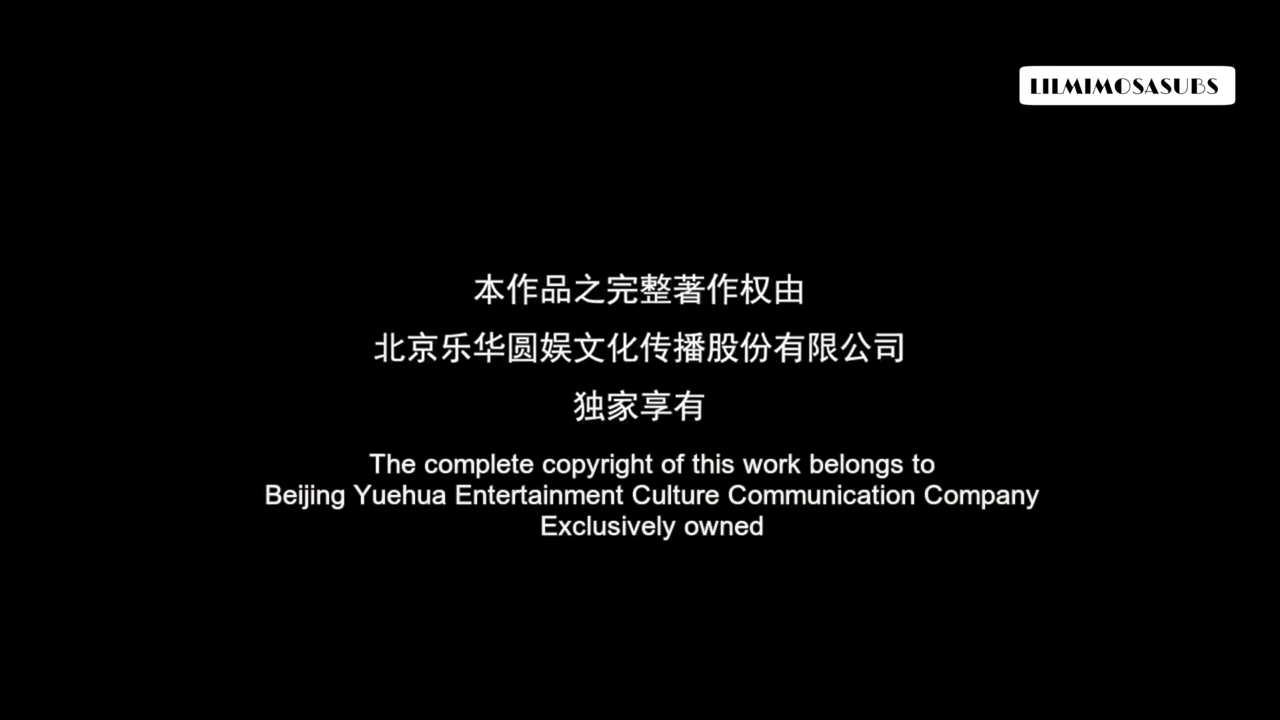 LILMIMOSASUBS
本作品之完整著作权由
北京乐华圆娱文化传播股份有限公司
独家享有
The complete copyright of this work belongs to
Beijing Yuehua Entertainment Culture Communication Company
Exclusively owned